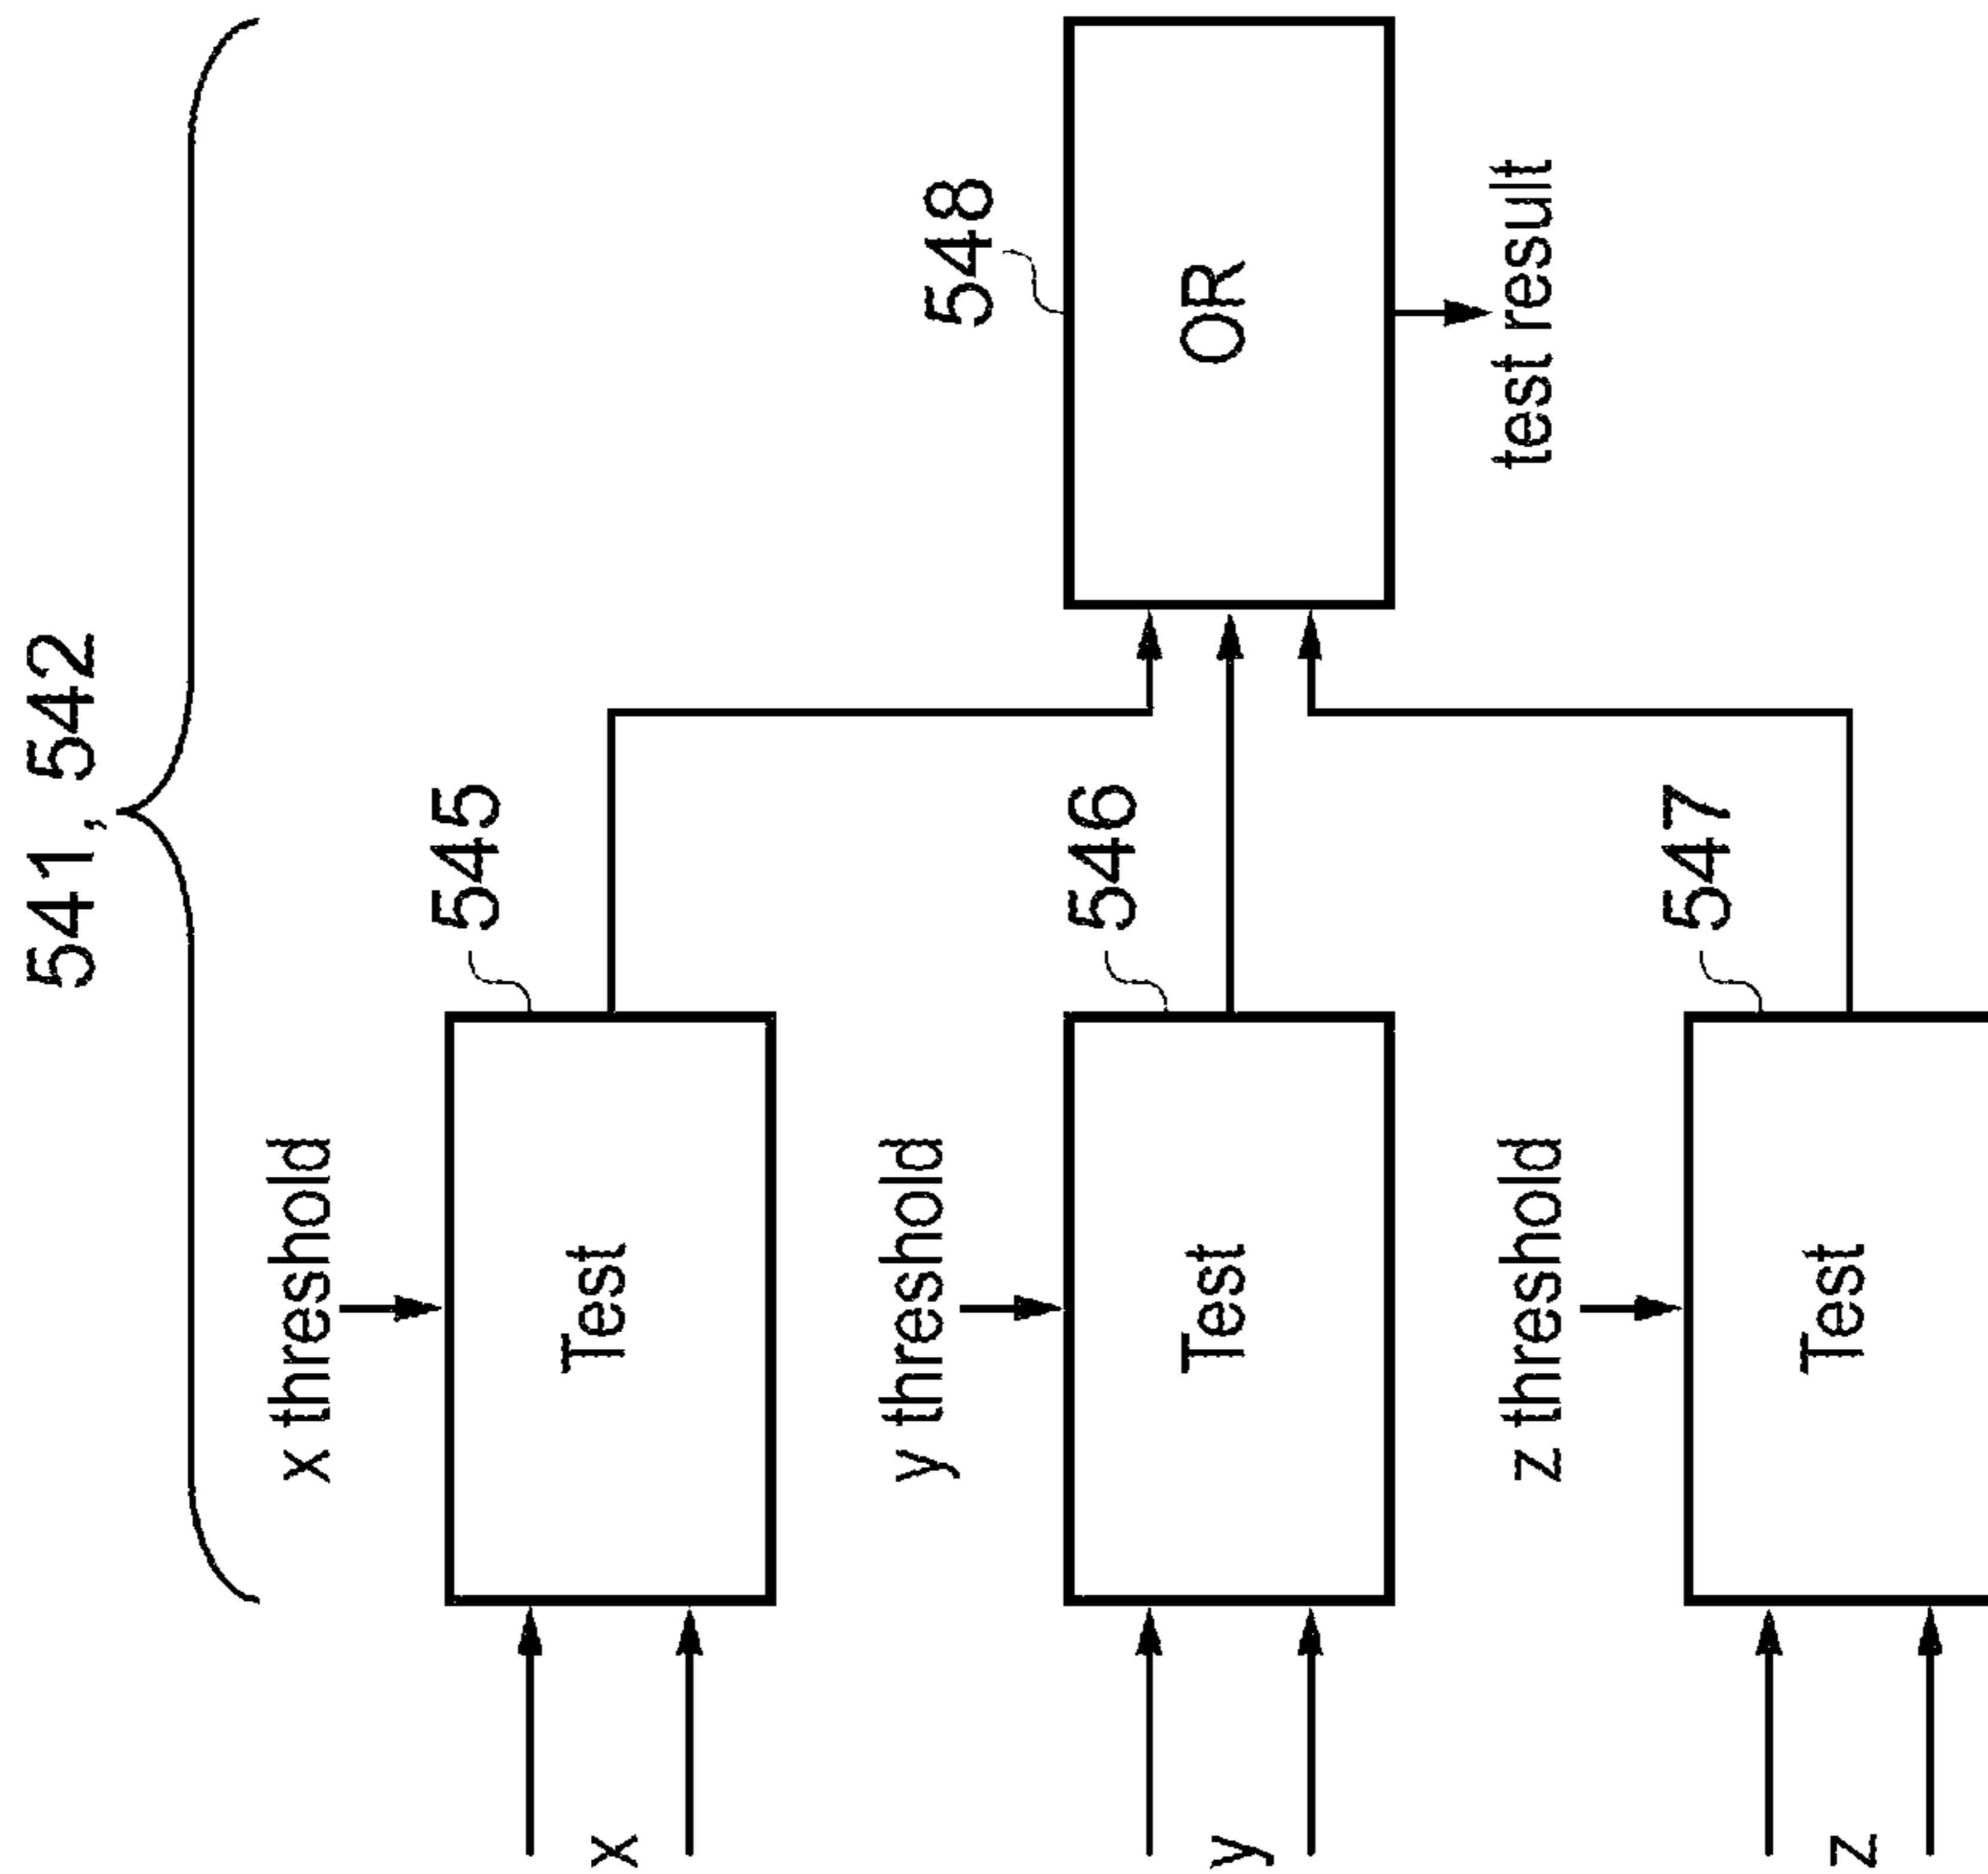 541, 542
x threshold
545
Test
x
548
OR
test result
y threshold
546
Test
y
z threshold
547
Test
z